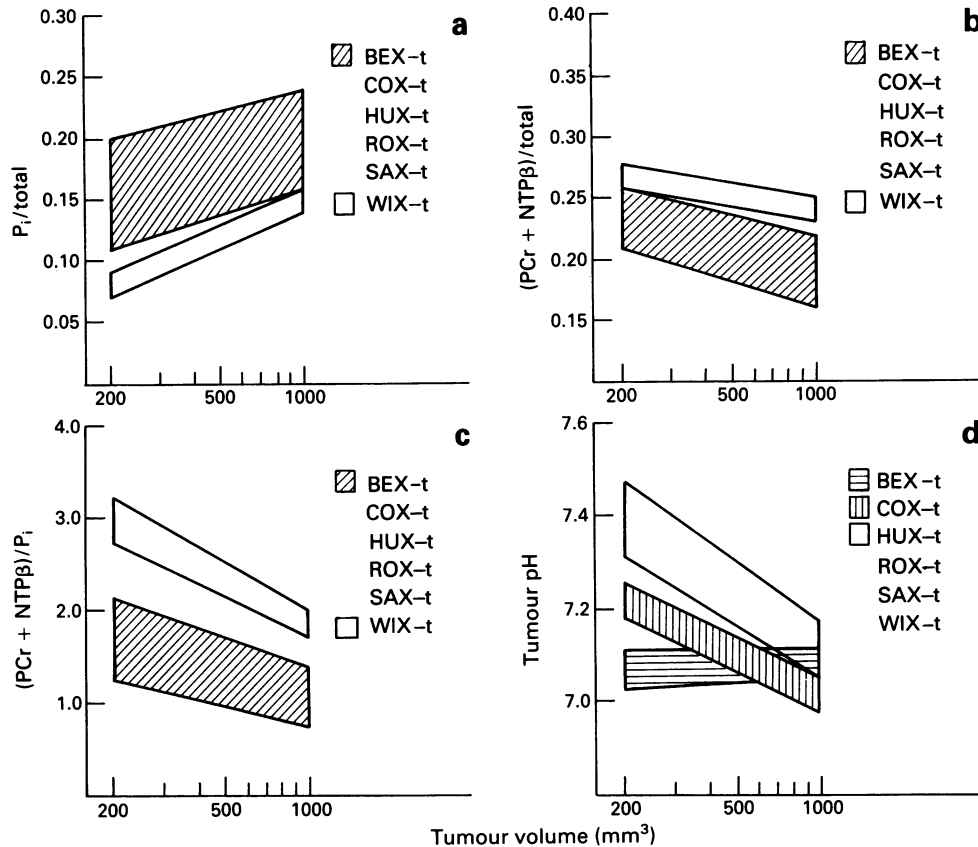 a
0.30
0.25
0.20
0.15
0.10
0.05
Pi/total
200
500
1000
BEX–t
COX–t
HUX–t
ROX–t
SAX–t
WIX–t
b
0.40
0.35
0.30
0.25
0.20
0.15
(PCr + NTPβ)/total
200
500
1000
BEX–t
COX–t
HUX–t
ROX–t
SAX–t
WIX–t
c
4.0
3.0
2.0
1.0
(PCr + NTPβ)/Pi
200
500
1000
BEX–t
COX–t
HUX–t
ROX–t
SAX–t
WIX–t
d
7.6
7.4
7.2
7.0
Tumour pH
200
500
1000
BEX–t
COX–t
HUX–t
ROX–t
SAX–t
WIX–t
Tumour volume (mm³)